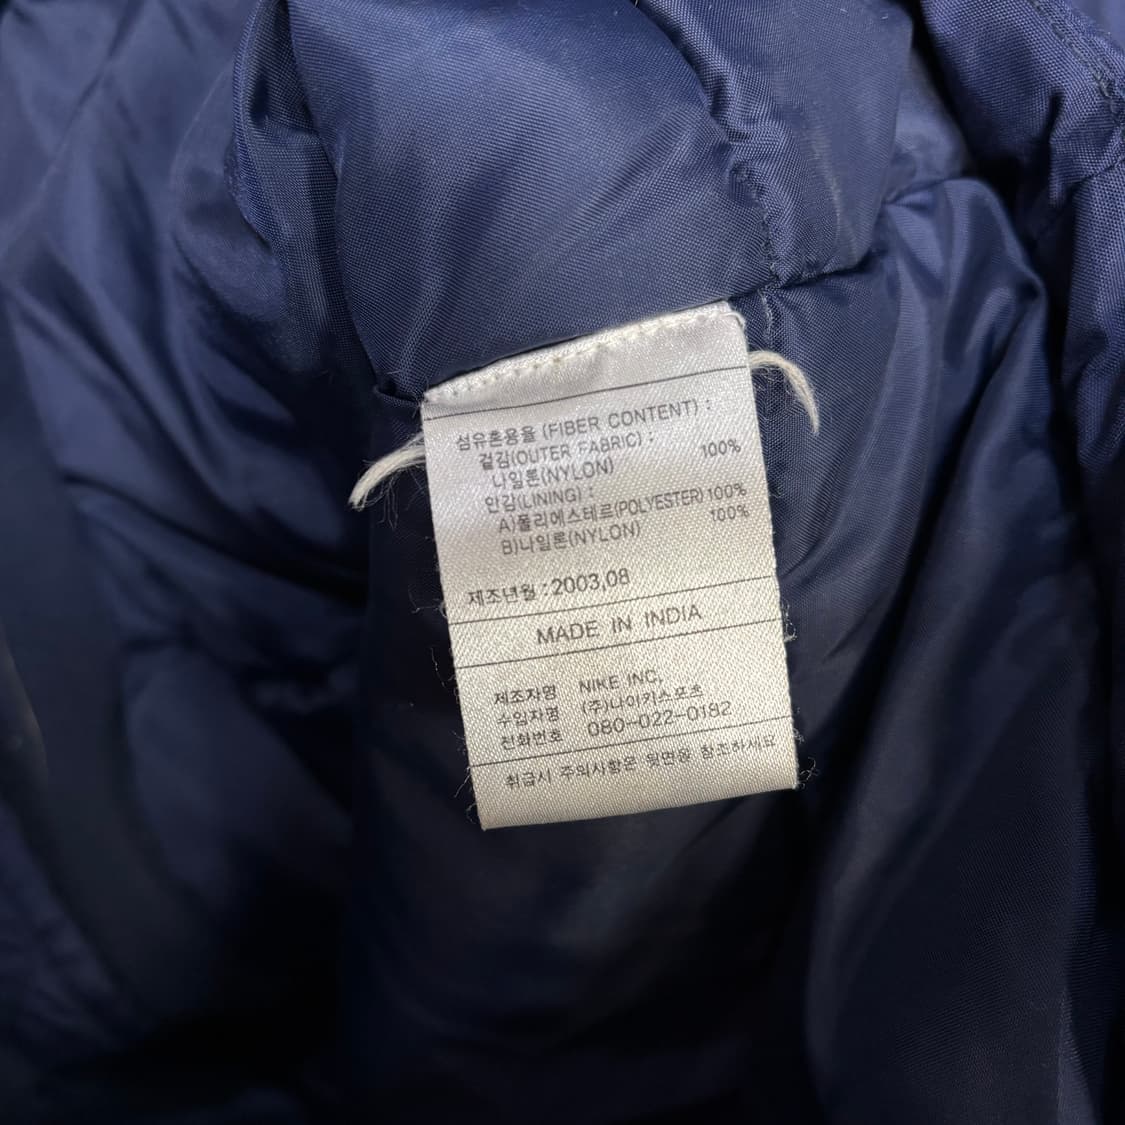 섬유혼용율 (FIBER CONTENT) :
겉감(OUTER FABRIC) :
나일론(NYLON) 100%
안감(LINING) :
A)폴리에스테르(POLYESTER) 100%
B)나일론(NYLON) 100%
제조년월 : 2003,08
MADE IN INDIA
제조자명 NIKE INC,
수입자명 (주)나이키스포츠
전화번호 080-022-0182
취급시 주의사항은 뒷면을 참조하세요